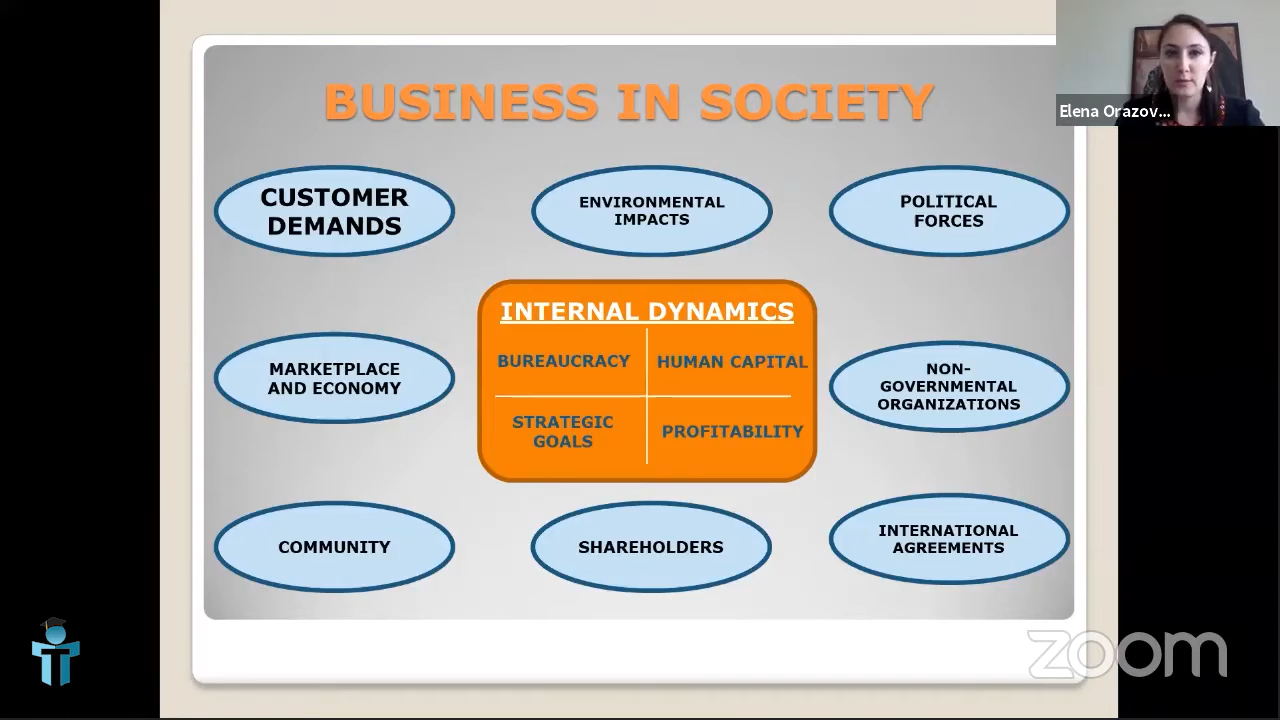 BUSINESS IN SOCIETY
Elena Orazov...
CUSTOMER
DEMANDS
ENVIRONMENTAL
IMPACTS
POLITICAL
FORCES
INTERNAL DYNAMICS
BUREAUCRACY
HUMAN CAPITAL
STRATEGIC
GOALS
PROFITABILITY
MARKETPLACE
AND ECONOMY
NON-
GOVERNMENTAL
ORGANIZATIONS
COMMUNITY
SHAREHOLDERS
INTERNATIONAL
AGREEMENTS
zoom